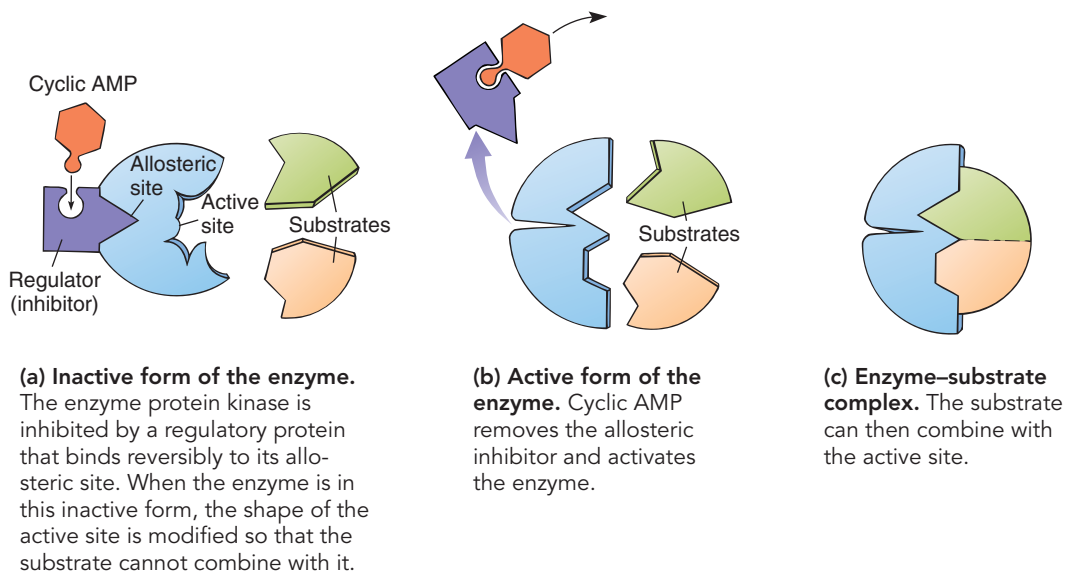 Cyclic AMP
Allosteric
site
Active
site
Substrates
Regulator
(inhibitor)
Substrates
(a) Inactive form of the enzyme.
The enzyme protein kinase is
inhibited by a regulatory protein
that binds reversibly to its allo-
steric site. When the enzyme is in
this inactive form, the shape of the
active site is modified so that the
substrate cannot combine with it.
(b) Active form of the
enzyme. Cyclic AMP
removes the allosteric
inhibitor and activates
the enzyme.
(c) Enzyme–substrate
complex. The substrate
can then combine with
the active site.